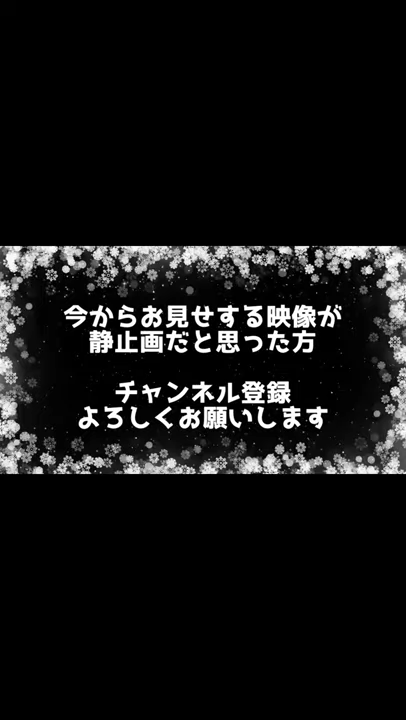 今からお見せする映像が
静止画だと思った方
チャンネル登録
よろしくお願いします